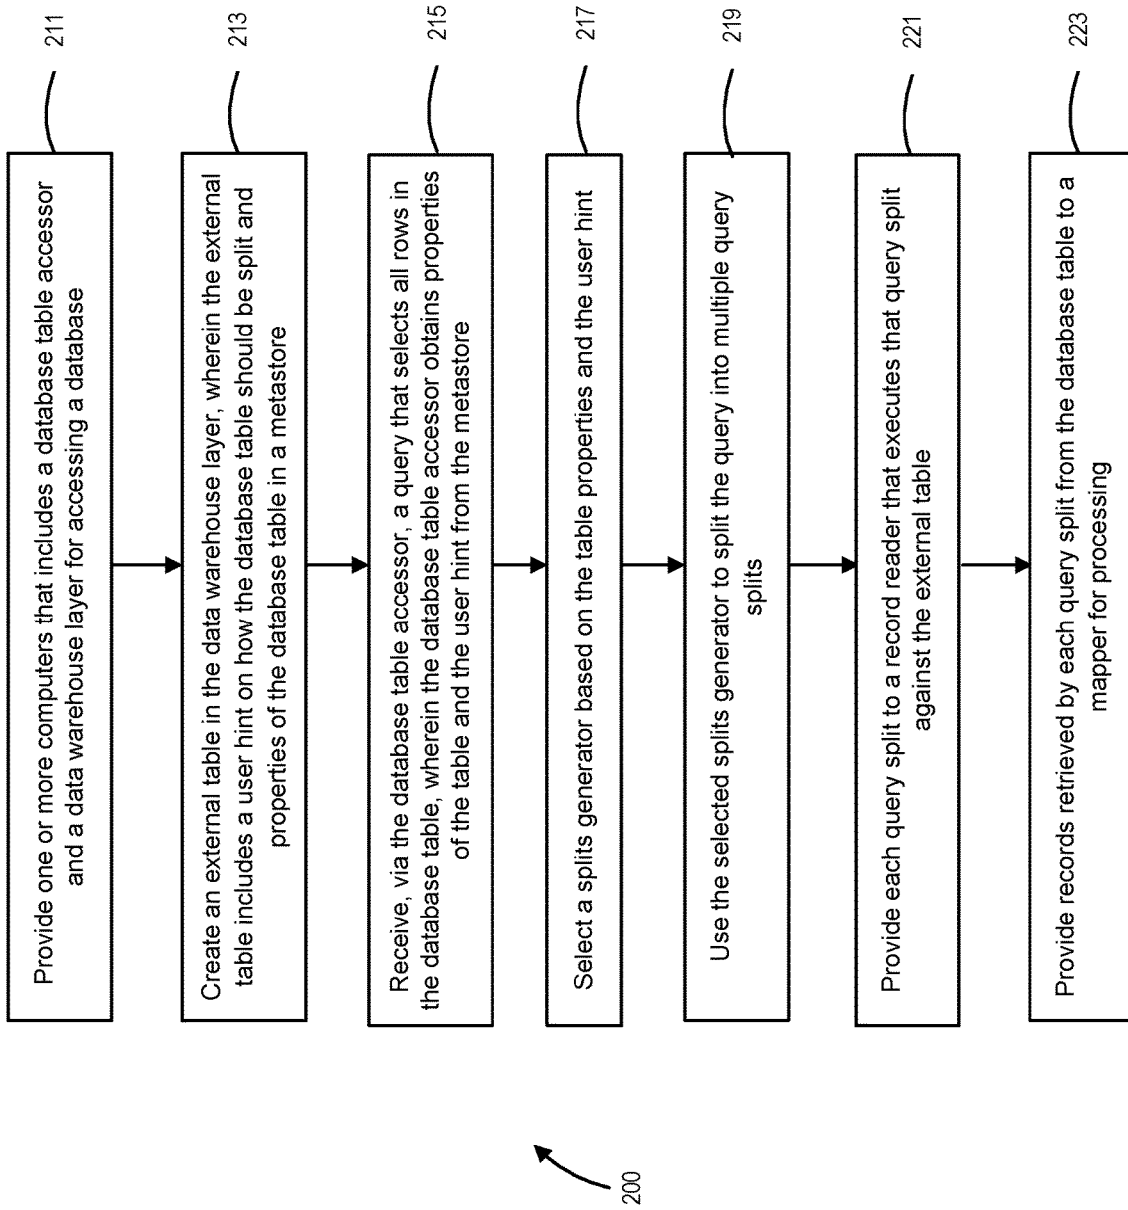 Provide one or more computers that includes a database table accessor
and a data warehouse layer for accessing a database
211
Create an external table in the data warehouse layer, wherein the external
table includes a user hint on how the database table should be split and
properties of the database table in a metastore
213
Receive, via the database table accessor, a query that selects all rows in
the database table, wherein the database table accessor obtains properties
of the table and the user hint from the metastore
215
Select a splits generator based on the table properties and the user hint
217
Use the selected splits generator to split the query into multiple query
splits
219
Provide each query split to a record reader that executes that query split
against the external table
221
Provide records retrieved by each query split from the database table to a
mapper for processing
223
200